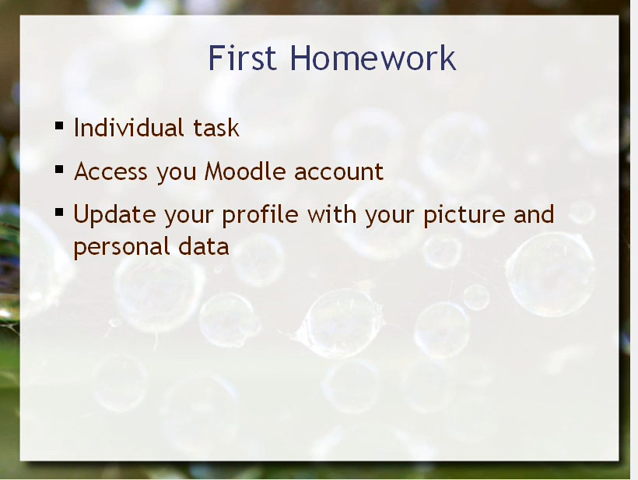 First Homework
▪ Individual task
▪ Access you Moodle account
▪ Update your profile with your picture and
personal data